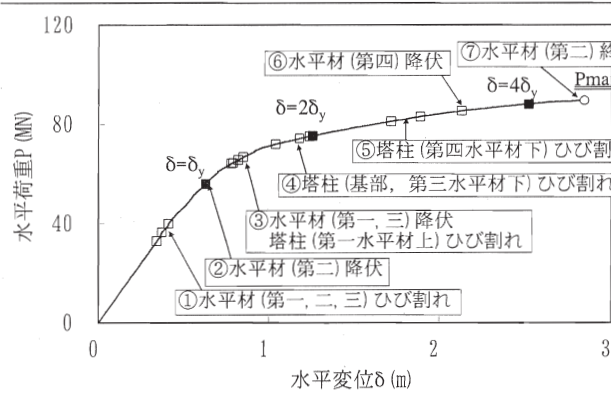 120
⑥水平材(第四)降伏
⑦水平材(第二)終
δ=4δy
Pma
δ=2δy
80
⑤塔柱(第四水平材下)ひび割
δ=δy
④塔柱(基部，第三水平材下)ひび割れ
③水平材(第一,三)降伏
塔柱(第一水平材上)ひび割れ
40
②水平材(第二)降伏
①水平材(第一,二,三)ひび割れ
0
0 1 2 3
水平荷重P(MN)
水平変位δ(m)